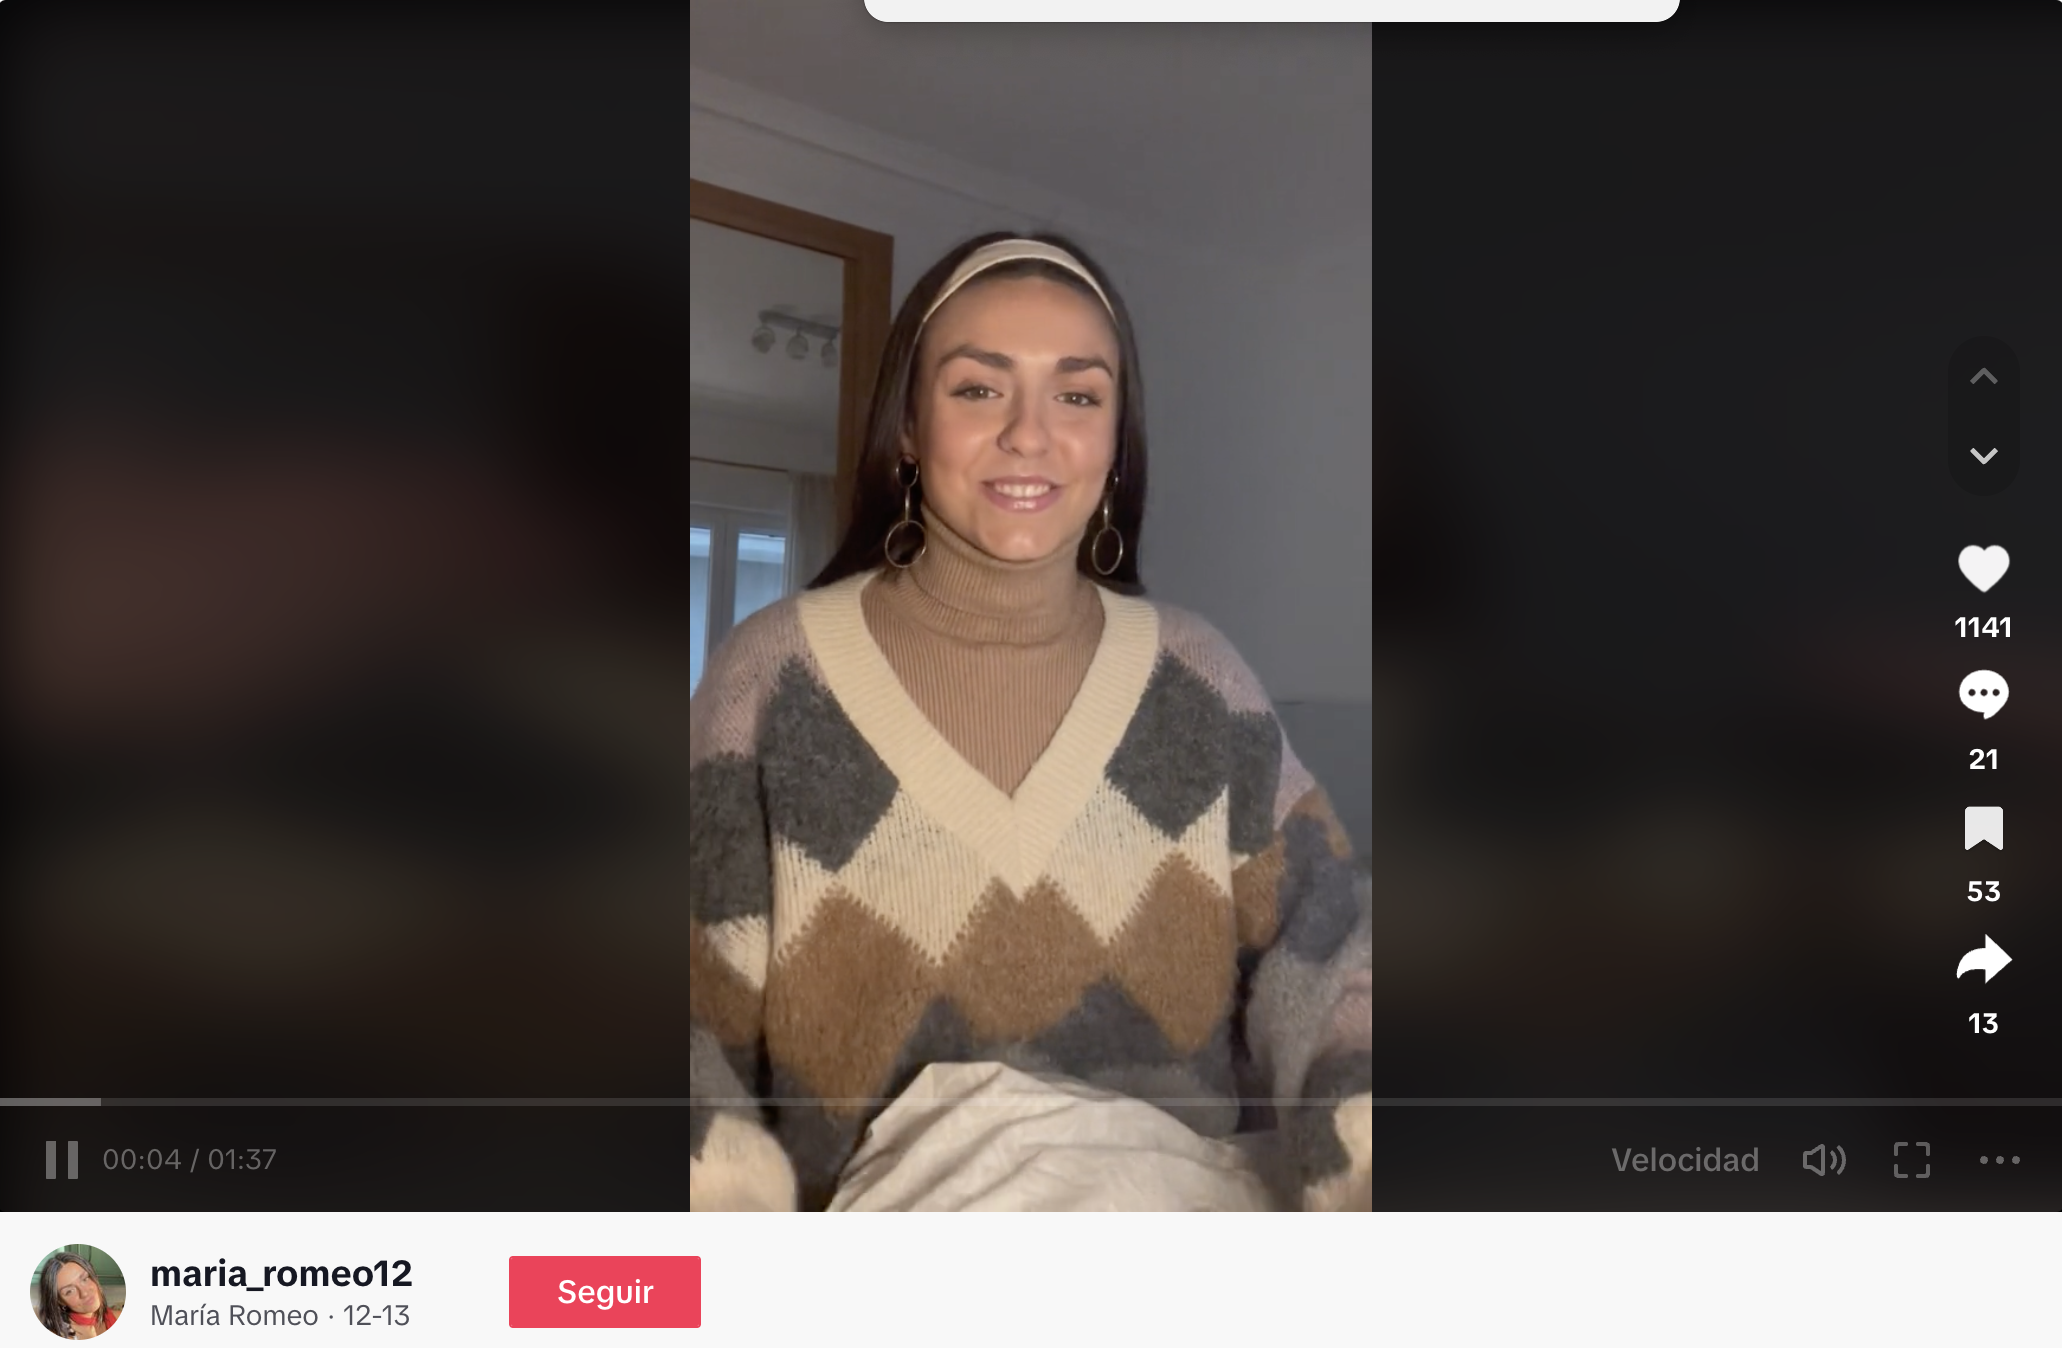 1141
21
53
13
00:04 / 01:37
Velocidad
maria_romeo12
María Romeo · 12-13
Seguir